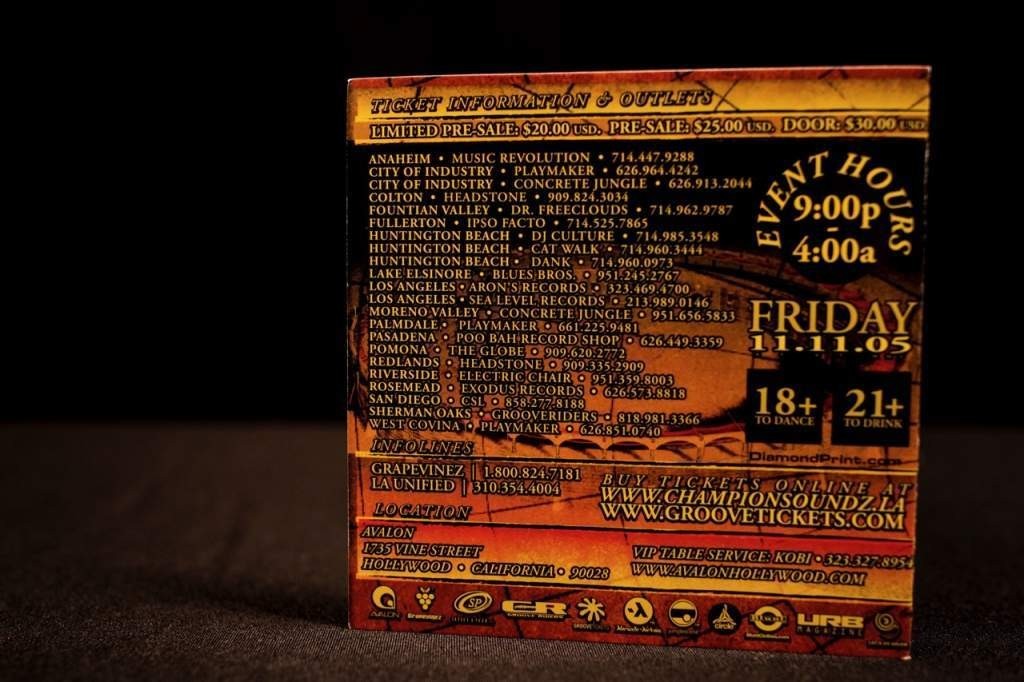 TICKET INFORMATION & OUTLETS
LIMITED PRE-SALE: $20.00 USD. PRE-SALE: $25.00 USD. DOOR: $30.00 USD
ANAHEIM • MUSIC REVOLUTION • 714.447.9288
CITY OF INDUSTRY • PLAYMAKER • 626.964.4242
CITY OF INDUSTRY • CONCRETE JUNGLE • 626.913.2044
COLTON • HEADSTONE • 909.824.3034
FOUNTIAN VALLEY • DR. FREECLOUDS • 714.962.9787
FULLERTON • IPSO FACTO • 714.525.7865
HUNTINGTON BEACH • DJ CULTURE • 714.985.3548
HUNTINGTON BEACH • CAT WALK • 714.960.3444
HUNTINGTON BEACH • DANK • 714.960.0973
LAKE ELSINORE • BLUES BROS. • 951.245.2767
LOS ANGELES • ARON'S RECORDS • 323.469.4700
LOS ANGELES • SEA LEVEL RECORDS • 213.989.0146
MORENO VALLEY • CONCRETE JUNGLE • 951.656.5833
PALMDALE • PLAYMAKER • 661.225.9481
PASADENA • POO BAH RECORD SHOP • 626.449.3359
POMONA • THE GLOBE • 909.620.2772
REDLANDS • HEADSTONE • 909.335.2909
RIVERSIDE • ELECTRIC CHAIR • 951.359.8003
ROSEMEAD • EXODUS RECORDS • 626.573.8818
SAN DIEGO • CSL • 858.277.8188
SHERMAN OAKS • GROOVERIDERS • 818.981.3366
WEST COVINA • PLAYMAKER • 626.851.0740
EVENT HOURS
9:00p
-
4:00a
FRIDAY
11.11.05
18+
TO DANCE
21+
TO DRINK
DiamondPrint.com
INFOLINES
GRAPEVINEZ | 1.800.824.7181
LA UNIFIED | 310.354.4004
BUY TICKETS ONLINE AT
WWW.CHAMPIONSOUNDZ.LA
WWW.GROOVETICKETS.COM
LOCATION
AVALON
1735 VINE STREET
HOLLYWOOD • CALIFORNIA • 90028
VIP TABLE SERVICE: KOBI • 323.327.8954
WWW.AVALONHOLLYWOOD.COM
AVALON
SP
GR
URB
MAGAZINE